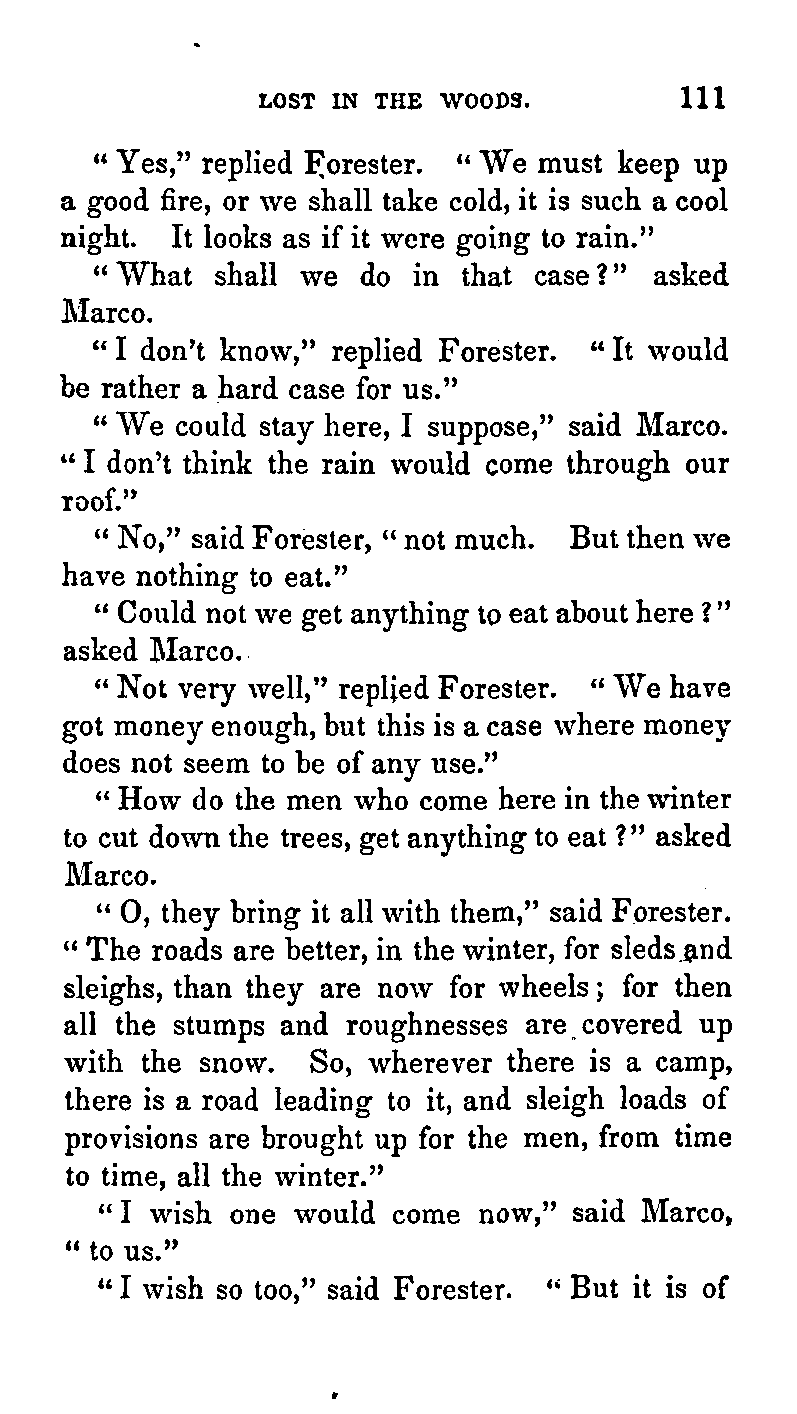 LOST IN THE WOODS. 111
“Yes,” replied Forester. “We must keep up
a good fire, or we shall take cold, it is such a cool
night. It looks as if it were going to rain.”
“What shall we do in that case?” asked
Marco.
“I don't know,” replied Forester. “It would
be rather a hard case for us.”
“We could stay here, I suppose,” said Marco.
“I don't think the rain would come through our
roof.”
“No,” said Forester, “not much. But then we
have nothing to eat.”
“Could not we get anything to eat about here?”
asked Marco.
“Not very well,” replied Forester. “We have
got money enough, but this is a case where money
does not seem to be of any use.”
“How do the men who come here in the winter
to cut down the trees, get anything to eat?” asked
Marco.
“O, they bring it all with them,” said Forester.
“The roads are better, in the winter, for sleds and
sleighs, than they are now for wheels; for then
all the stumps and roughnesses are covered up
with the snow. So, wherever there is a camp,
there is a road leading to it, and sleigh loads of
provisions are brought up for the men, from time
to time, all the winter.”
“I wish one would come now,” said Marco,
“to us.”
“I wish so too,” said Forester. “But it is of